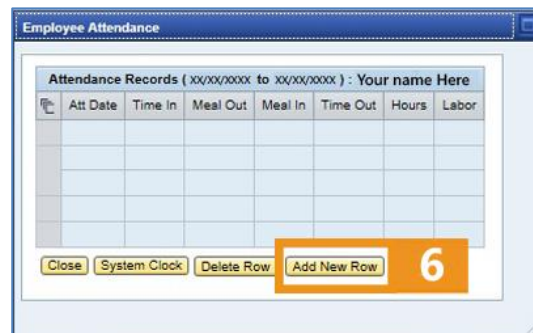 Employee Attendance
Attendance Records ( xx/xx/xxxx to xx/xx/xxxx ) : Your name Here
Att Date Time In Meal Out Meal In Time Out Hours Labor
Close System Clock Delete Row Add New Row 6